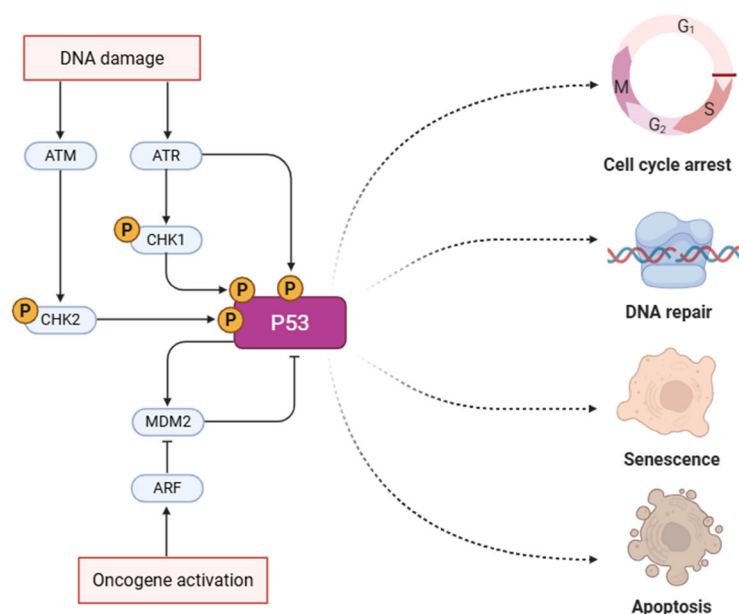 DNA damage
ATM
ATR
P
CHK1
P
CHK2
P
P
P
P53
MDM2
ARF
Oncogene activation
G₁
M
S
G₂
Cell cycle arrest
DNA repair
Senescence
Apoptosis